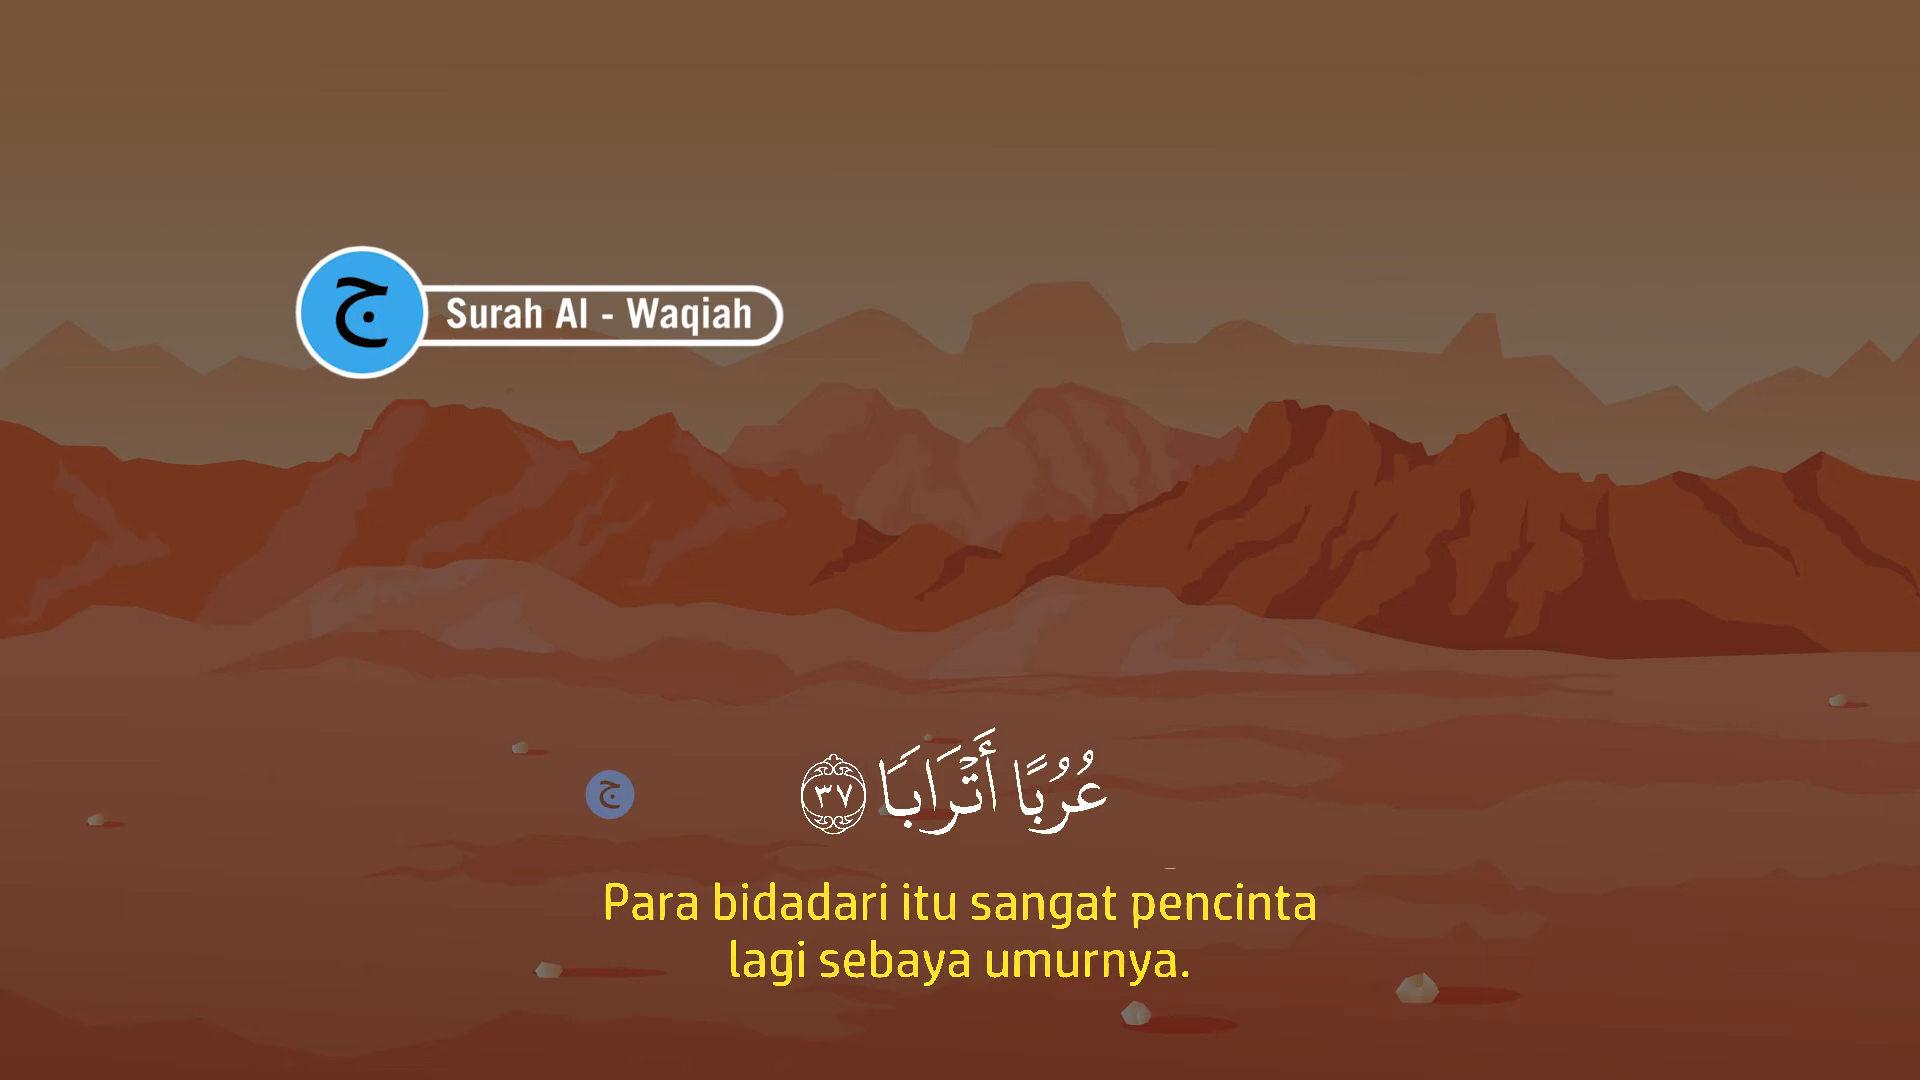 ج
Surah Al - Waqiah
عُرُبًا أَتْرَابًا ٣٧
ج
Para bidadari itu sangat pencinta
lagi sebaya umurnya.